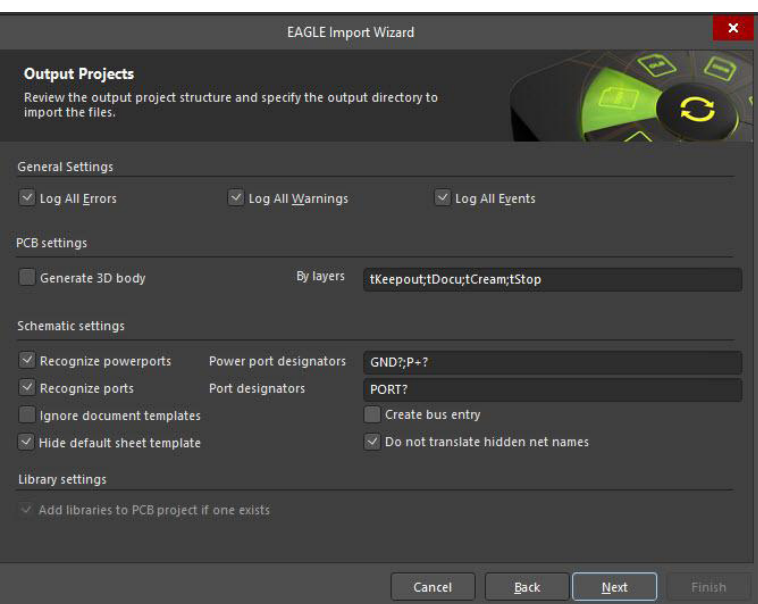 EAGLE Import Wizard
Output Projects
Review the output project structure and specify the output directory to
import the files.
General Settings
Log All Errors
Log All Warnings
Log All Events
PCB settings
Generate 3D body
By layers
tKeepout;tDocu;tCream;tStop
Schematic settings
Recognize powerports
Power port designators
GND?;P+?
Recognize ports
Port designators
PORT?
Ignore document templates
Create bus entry
Hide default sheet template
Do not translate hidden net names
Library settings
Add libraries to PCB project if one exists
Cancel
Back
Next
Finish